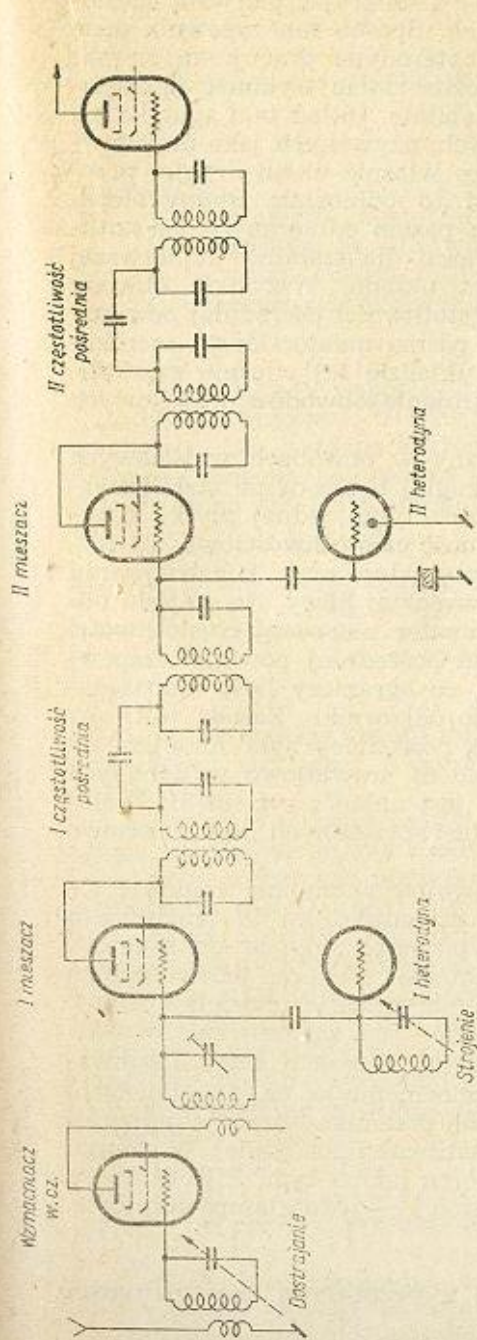 Wzmacniacz
w.cz.
I mieszacz
I częstotliwość
pośrednia
II mieszacz
II częstotliwość
pośrednia
Dostrajanie
Strojenie
I heterodyna
II heterodyna